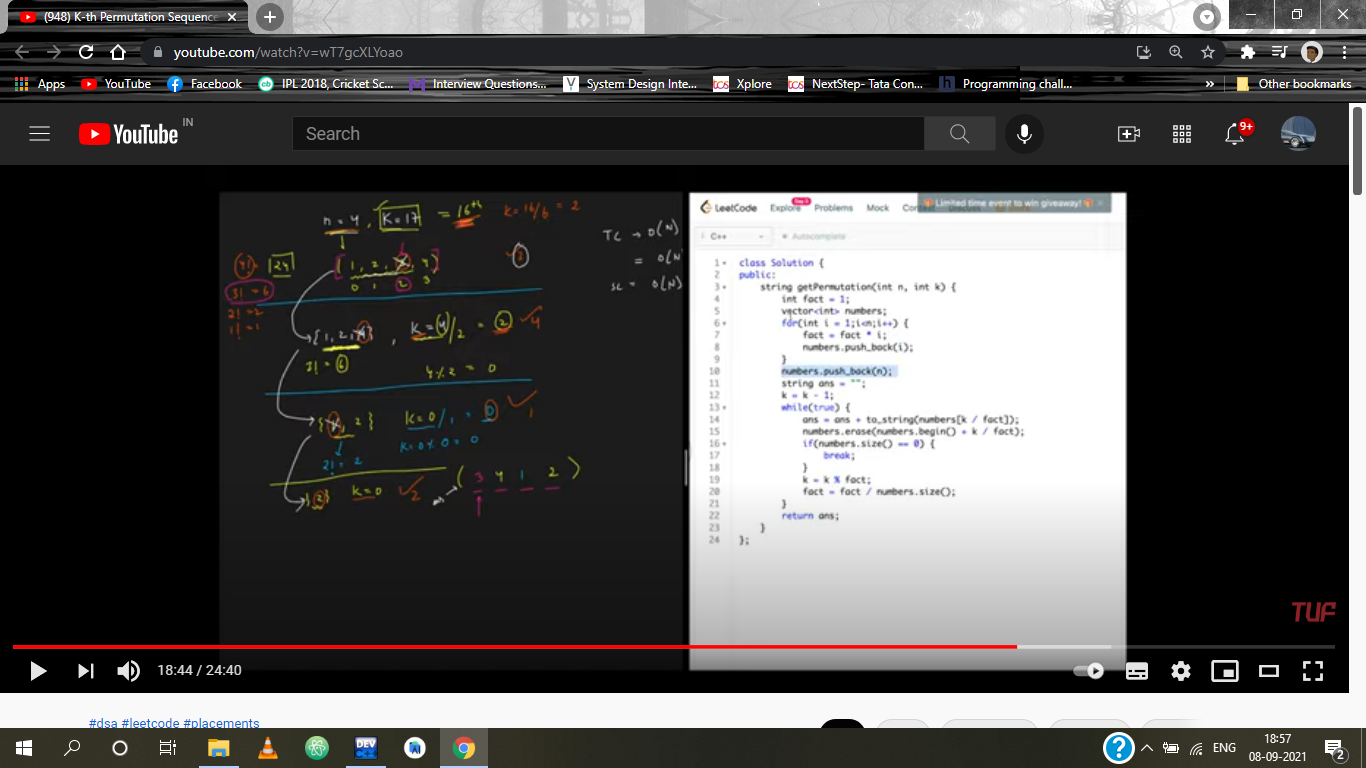 (948) K-th Permutation Sequence
youtube.com/watch?v=wT7gcXLYoao
Apps YouTube Facebook IPL 2018, Cricket Sc... Interview Questions... System Design Inte... Xplore NextStep- Tata Con... Programming chall... » Other bookmarks
YouTube IN
Search
9+
n = 4, K=17 = 16th K = 16/6 = 2
TC → O(N)
= O(N
SC = O(N)
4! 24 { 1, 2, 3, 4 } 3
3! = 6 0 1 2 3
2! = 2
1! = 1
{ 1, 2, 4 } , K = (4)/2 = 2 4
3! = 6
4 % 2 = 0
{ 1, 2 } K = 0/1 = 0 1
K = 0 % 0 = 0
2! = 2
{2} K=0 2
( 3 4 1 2 )
LeetCode Explore Problems Mock Limited time event to win giveaway!
C++ Autocomplete
1 class Solution {
2 public:
3 string getPermutation(int n, int k) {
4 int fact = 1;
5 vector<int> numbers;
6 for(int i = 1;i<n;i++) {
7 fact = fact * i;
8 numbers.push_back(i);
9 }
10 numbers.push_back(n);
11 string ans = "";
12 k = k - 1;
13 while(true) {
14 ans = ans + to_string(numbers[k / fact]);
15 numbers.erase(numbers.begin() + k / fact);
16 if(numbers.size() == 0) {
17 break;
18 }
19 k = k % fact;
20 fact = fact / numbers.size();
21 }
22 return ans;
23 }
24 };
TUF
18:44 / 24:40
#dsa #leetcode #placements
DEV
ENG
18:57
08-09-2021
2